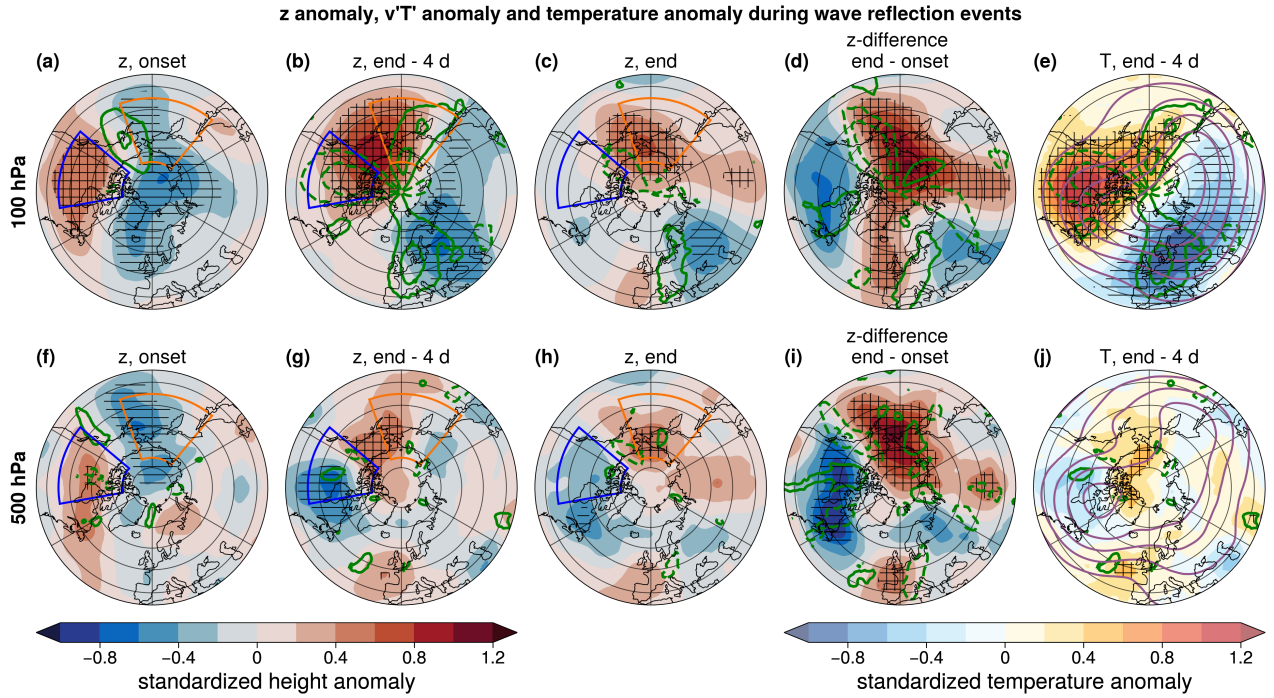 z anomaly, v'T' anomaly and temperature anomaly during wave reflection events
(a) z, onset
(b) z, end - 4 d
(c) z, end
(d) z-difference
end - onset
(e) T, end - 4 d
100 hPa
(f) z, onset
(g) z, end - 4 d
(h) z, end
(i) z-difference
end - onset
(j) T, end - 4 d
500 hPa
−0.8 −0.4 0 0.4 0.8 1.2
standardized height anomaly
−0.8 −0.4 0 0.4 0.8 1.2
standardized temperature anomaly